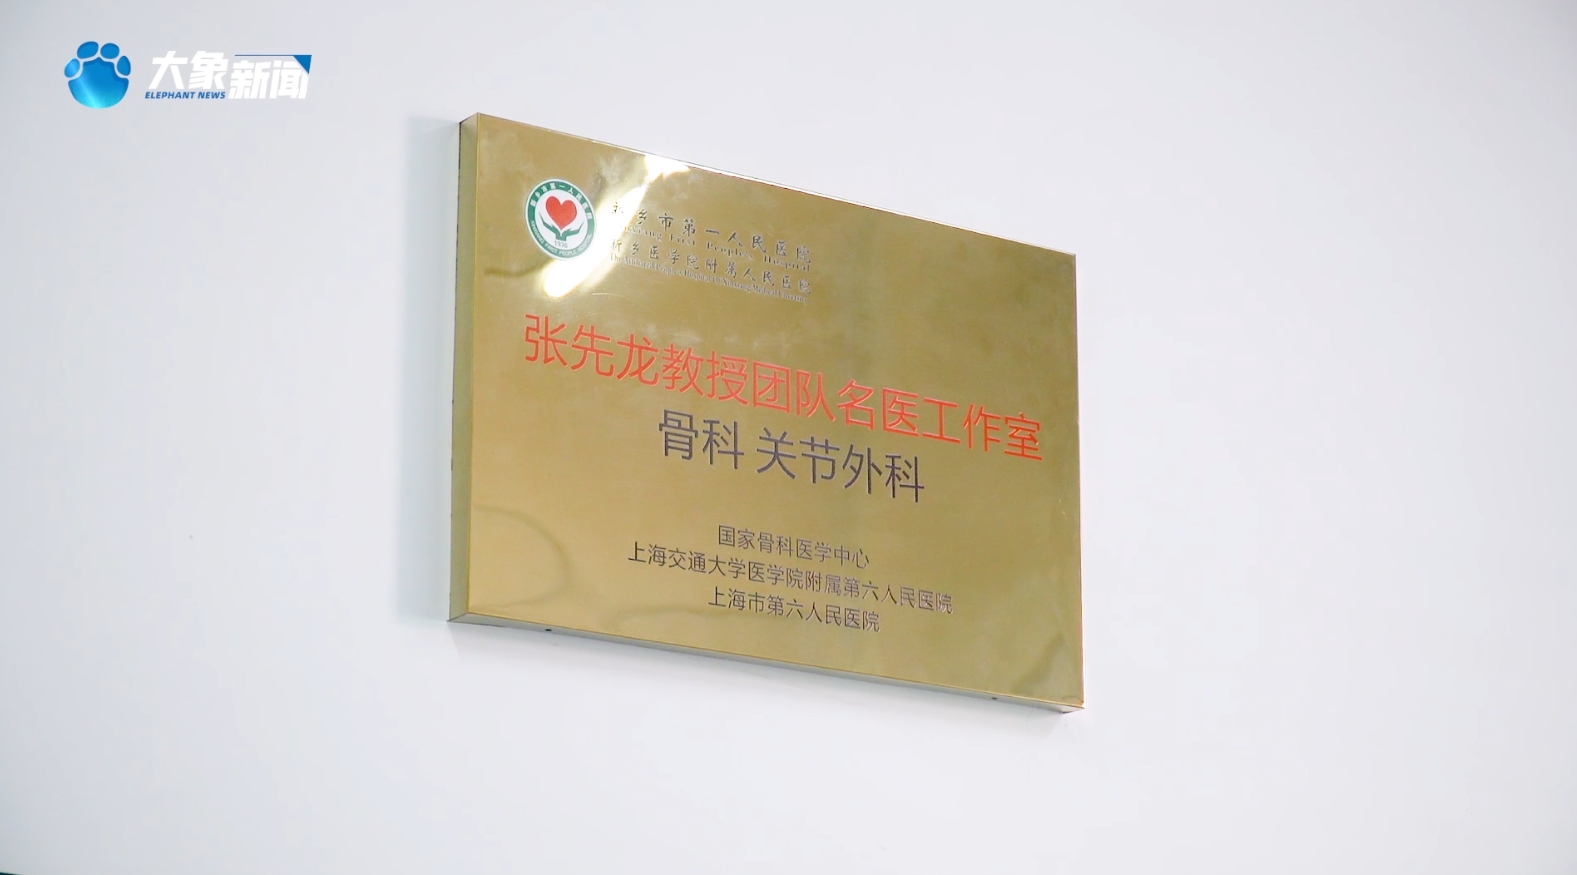 大象新闻
ELEPHANT NEWS
乡市第一人民医院
First People's Hospital
新乡医学院附属人民医院
张先龙教授团队名医工作室
骨科 关节外科
国家骨科医学中心
上海交通大学医学院附属第六人民医院
上海市第六人民医院